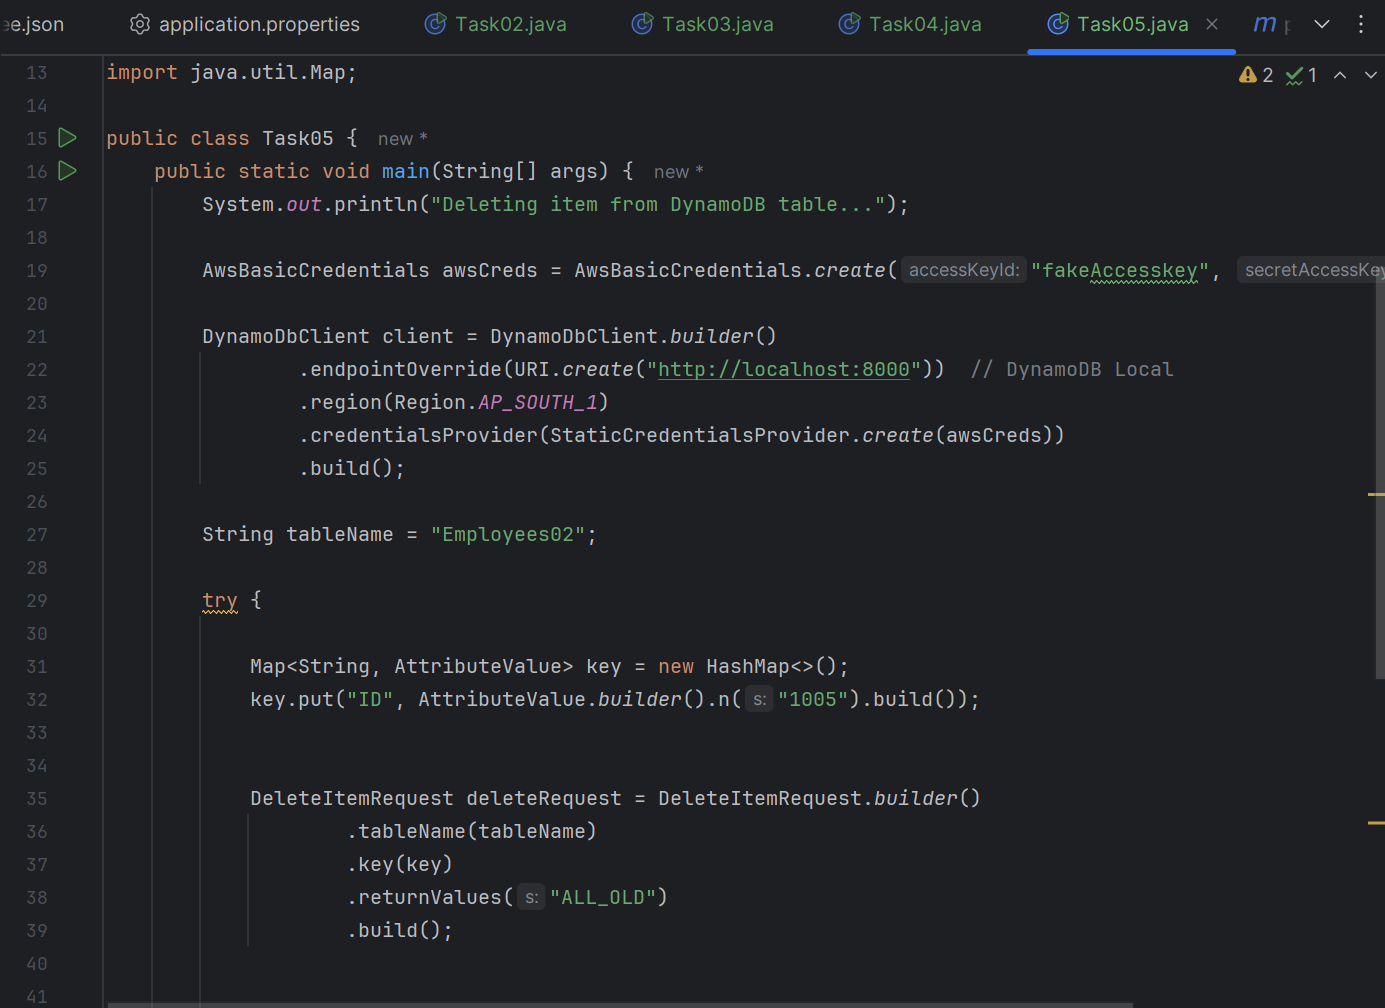 ee.json application.properties Task02.java Task03.java Task04.java Task05.java m
13 import java.util.Map; 2 1
14
15 public class Task05 { new *
16 public static void main(String[] args) { new *
17 System.out.println("Deleting item from DynamoDB table...");
18
19 AwsBasicCredentials awsCreds = AwsBasicCredentials.create( accessKeyId: "fakeAccesskey", secretAccessKey
20
21 DynamoDbClient client = DynamoDbClient.builder()
22 .endpointOverride(URI.create("http://localhost:8000")) // DynamoDB Local
23 .region(Region.AP_SOUTH_1)
24 .credentialsProvider(StaticCredentialsProvider.create(awsCreds))
25 .build();
26
27 String tableName = "Employees02";
28
29 try {
30
31 Map<String, AttributeValue> key = new HashMap<>();
32 key.put("ID", AttributeValue.builder().n( s: "1005").build());
33
34
35 DeleteItemRequest deleteRequest = DeleteItemRequest.builder()
36 .tableName(tableName)
37 .key(key)
38 .returnValues( s: "ALL_OLD")
39 .build();
40
41